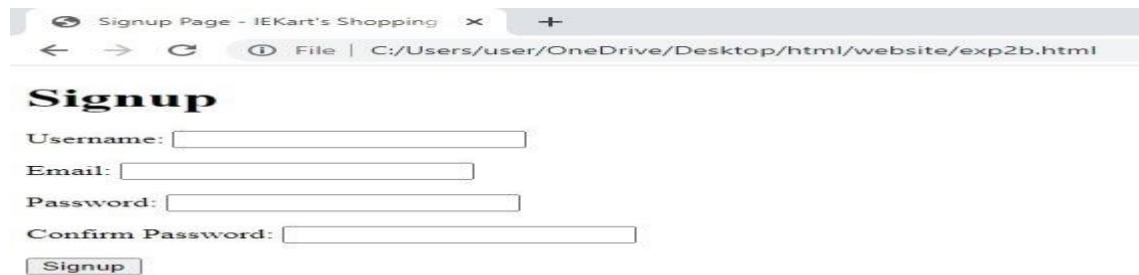 Signup Page - IEKart's Shopping
File | C:/Users/user/OneDrive/Desktop/html/website/exp2b.html
Signup
Username:
Email:
Password:
Confirm Password:
Signup